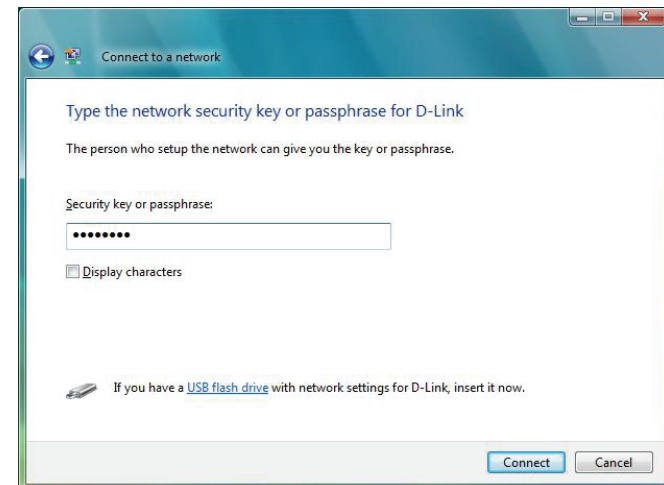 Connect to a network
Type the network security key or passphrase for D-Link
The person who setup the network can give you the key or passphrase.
Security key or passphrase:
••••••••
Display characters
If you have a USB flash drive with network settings for D-Link, insert it now.
Connect Cancel